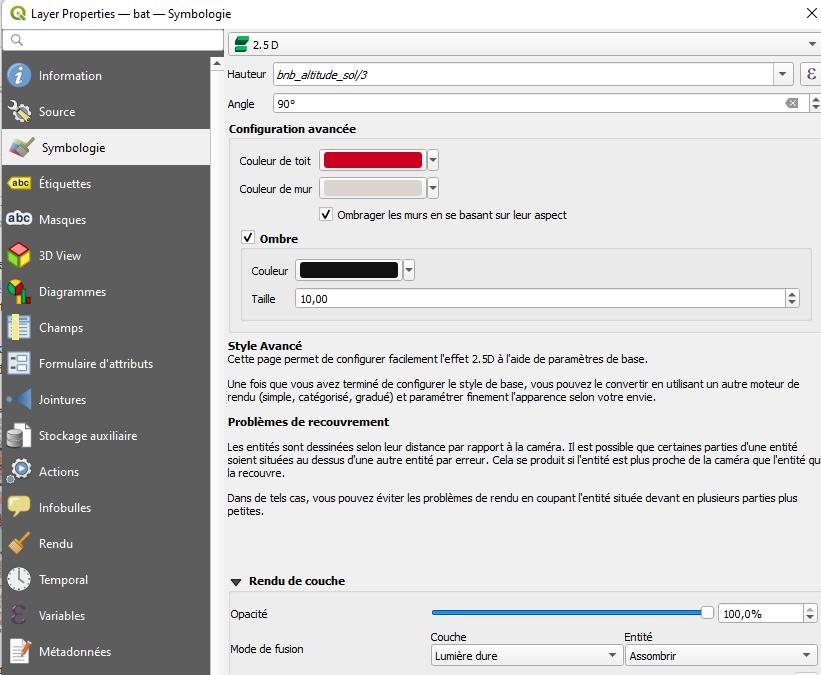 Layer Properties — bat — Symbologie
2.5 D
Information
Source
Symbologie
abc Étiquettes
abc Masques
3D View
Diagrammes
Champs
Formulaire d'attributs
Jointures
Stockage auxiliaire
Actions
Infobulles
Rendu
Temporal
Variables
Métadonnées
Hauteur bnb_altitude_sol/3 ε
Angle 90°
Configuration avancée
Couleur de toit
Couleur de mur
Ombrager les murs en se basant sur leur aspect
Ombre
Couleur
Taille 10,00
Style Avancé
Cette page permet de configurer facilement l'effet 2.5D à l'aide de paramètres de base.
Une fois que vous avez terminé de configurer le style de base, vous pouvez le convertir en utilisant un autre moteur de
rendu (simple, catégorisé, gradué) et paramétrer finement l'apparence selon votre envie.
Problèmes de recouvrement
Les entités sont dessinées selon leur distance par rapport à la caméra. Il est possible que certaines parties d'une entité
soient situées au dessus d'une autre entité par erreur. Cela se produit si l'entité est plus proche de la caméra que l'entité qu
la recouvre.
Dans de tels cas, vous pouvez éviter les problèmes de rendu en coupant l'entité située devant en plusieurs parties plus
petites.
Rendu de couche
Opacité 100,0%
Couche Entité
Mode de fusion Lumière dure Assombrir